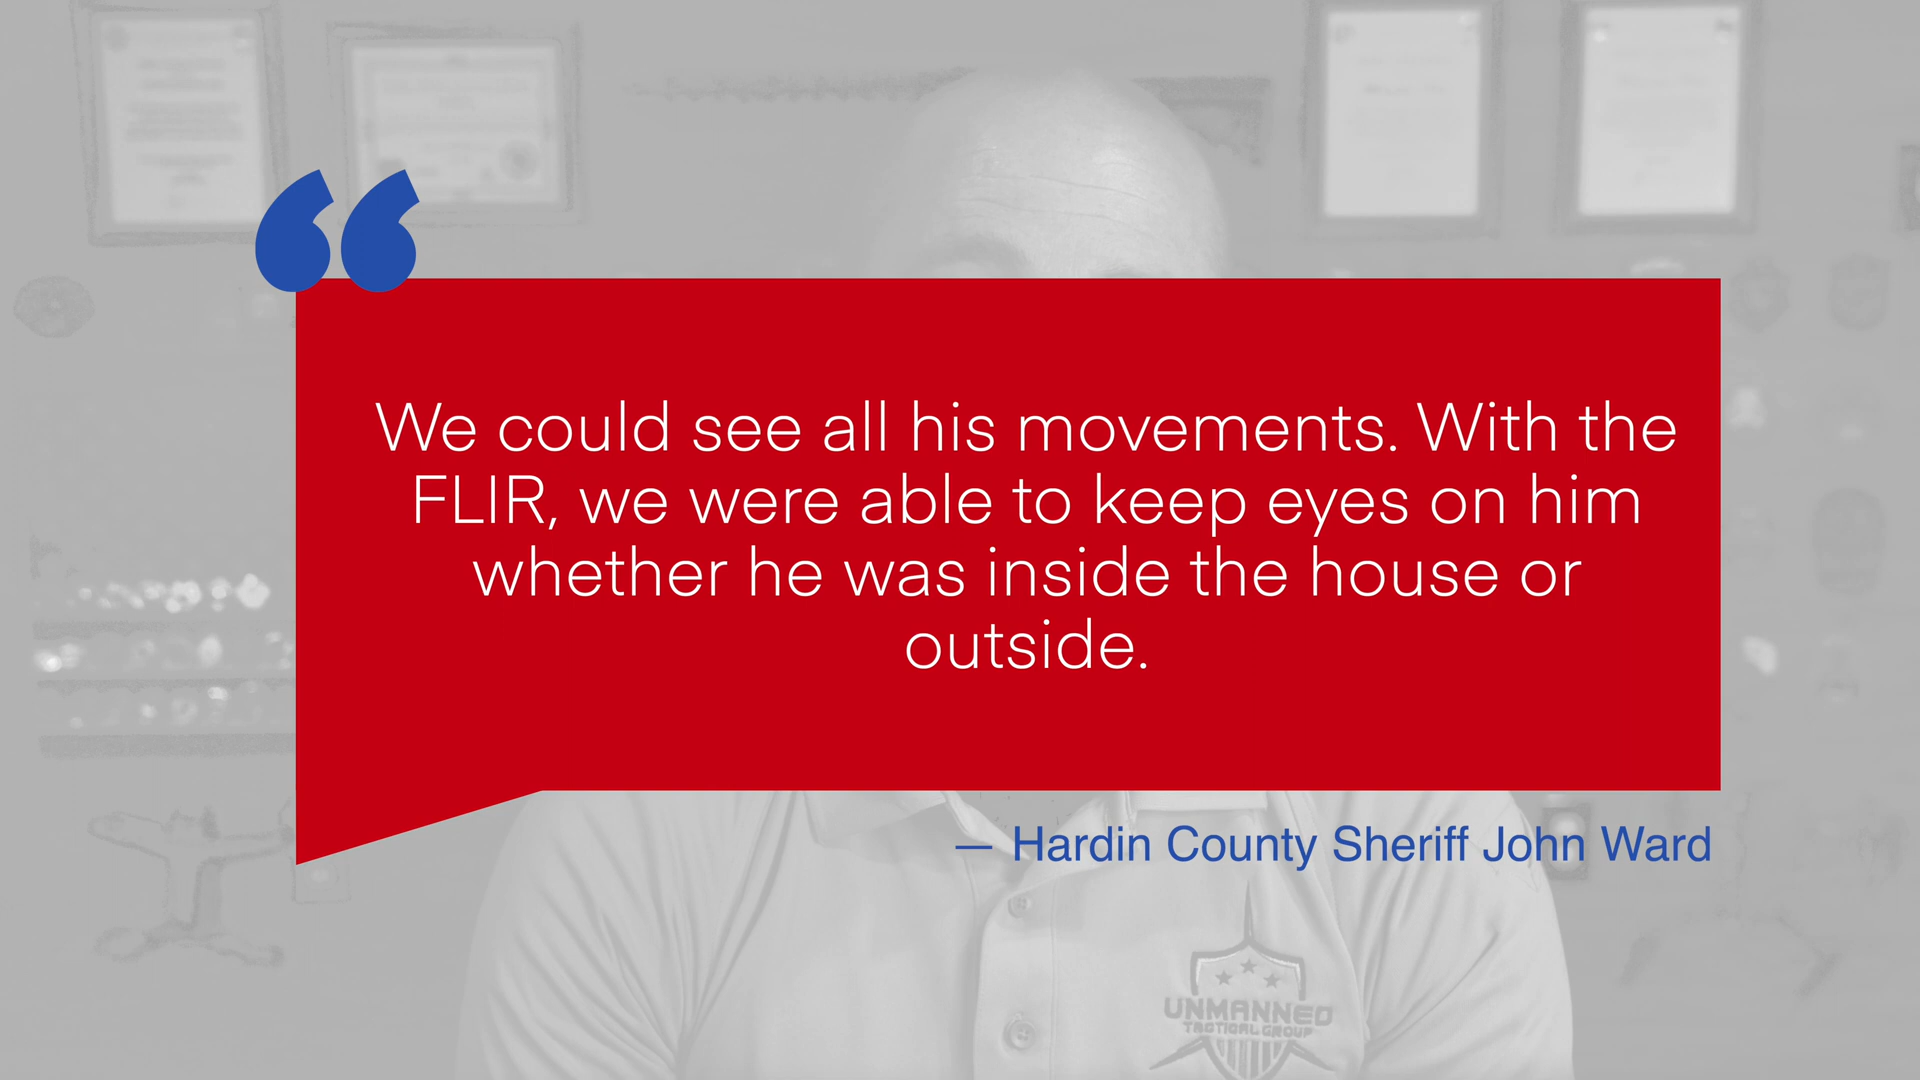 We could see all his movements. With the
FLIR, we were able to keep eyes on him
whether he was inside the house or
outside.
— Hardin County Sheriff John Ward
UNMANNED
TACTICAL GROUP